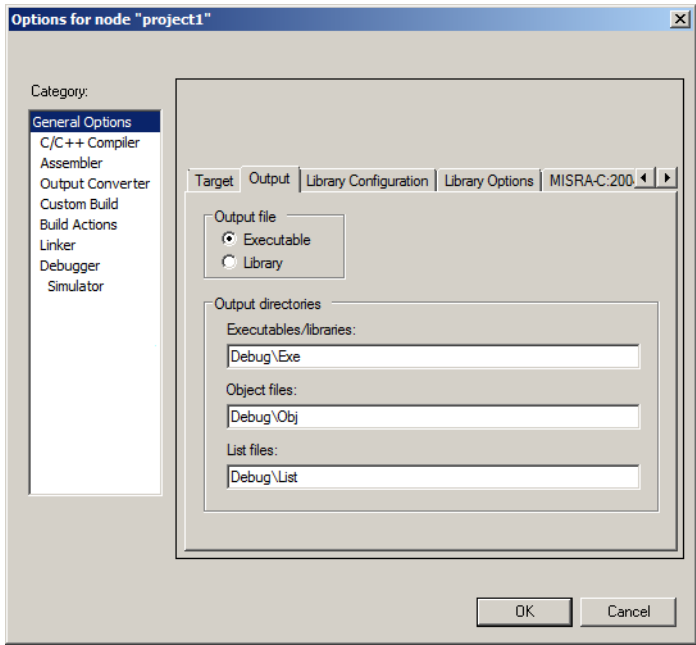 Options for node "project1"
Category:
General Options
C/C++ Compiler
Assembler
Output Converter
Custom Build
Build Actions
Linker
Debugger
Simulator
Target Output Library Configuration Library Options MISRA-C:200
Output file
Executable
Library
Output directories
Executables/libraries:
Debug\Exe
Object files:
Debug\Obj
List files:
Debug\List
OK Cancel